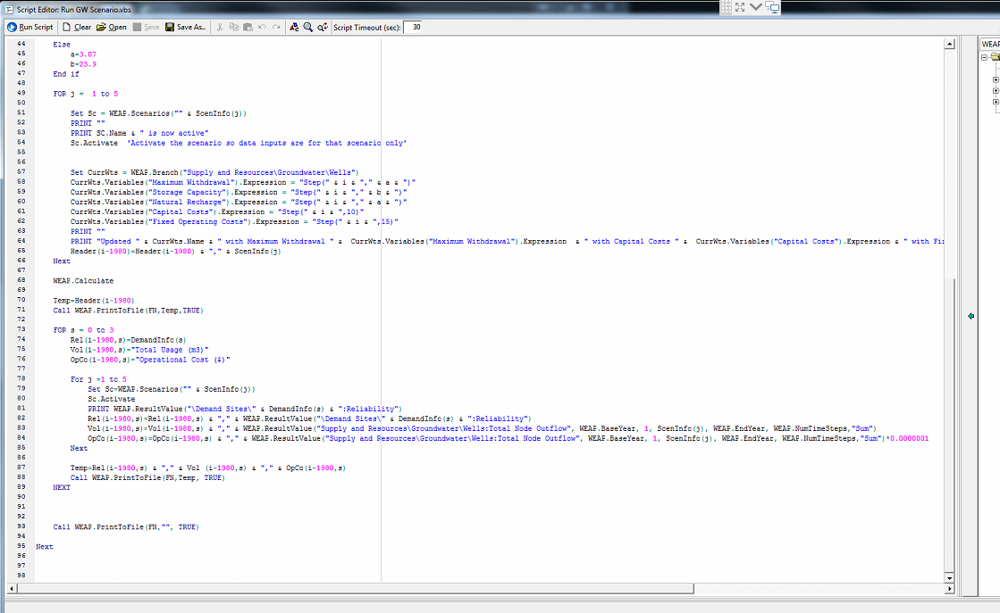 Script Editor: Run GW Scenario.vbs
Run Script Clear Open Save Save As.. Script Timeout (sec): 30
WEAP
44 Else
45 a=3.07
46 b=23.9
47 End if
48
49 FOR j = 1 to 5
50
51 Set Sc = WEAP.Scenarios("" & ScenInfo(j))
52 PRINT ""
53 PRINT SC.Name & " is now active"
54 Sc.Activate 'Activate the scenario so data inputs are for that scenario only'
55
56
57 Set CurrWts = WEAP.Branch("Supply and Resources\Groundwater\Wells")
58 CurrWts.Variables("Maximum Withdrawal").Expression = "Step(" & i & "," & a & ")"
59 CurrWts.Variables("Storage Capacity").Expression = "Step(" & i & "," & b & ")"
60 CurrWts.Variables("Natural Recharge").Expression = "Step(" & i & "," & a & ")"
61 CurrWts.Variables("Capital Costs").Expression = "Step(" & i & ",10)"
62 CurrWts.Variables("Fixed Operating Costs").Expression = "Step(" & i & ",15)"
63 PRINT ""
64 PRINT "Updated " & CurrWts.Name & " with Maximum Withdrawal " & CurrWts.Variables("Maximum Withdrawal").Expression & " with Capital Costs " & CurrWts.Variables("Capital Costs").Expression & " with Fi
65 Header(i-1980)=Header(i-1980) & "," & ScenInfo(j)
66 Next
67
68 WEAP.Calculate
69
70 Temp=Header(i-1980)
71 Call WEAP.PrintToFile(FN,Temp,TRUE)
72
73 FOR s = 0 to 3
74 Rel(i-1980,s)=DemandInfo(s)
75 Vol(i-1980,s)="Total Usage (m3)"
76 OpCo(i-1980,s)="Operational Cost ($)"
77
78 For j =1 to 5
79 Set Sc=WEAP.Scenarios("" & ScenInfo(j))
80 Sc.Activate
81 PRINT WEAP.ResultValue("\Demand Sites\" & DemandInfo(s) & ":Reliability")
82 Rel(i-1980,s)=Rel(i-1980,s) & "," & WEAP.ResultValue("\Demand Sites\" & DemandInfo(s) & ":Reliability")
83 Vol(i-1980,s)=Vol(i-1980,s) & "," & WEAP.ResultValue("Supply and Resources\Groundwater\Wells:Total Node Outflow", WEAP.BaseYear, 1, ScenInfo(j), WEAP.EndYear, WEAP.NumTimeSteps,"Sum")
84 OpCo(i-1980,s)=OpCo(i-1980,s) & "," & WEAP.ResultValue("Supply and Resources\Groundwater\Wells:Total Node Outflow", WEAP.BaseYear, 1, ScenInfo(j), WEAP.EndYear, WEAP.NumTimeSteps,"Sum")*0.0000001
85 Next
86
87 Temp=Rel(i-1980,s) & "," & Vol (i-1980,s) & "," & OpCo(i-1980,s)
88 Call WEAP.PrintToFile(FN,Temp, TRUE)
89 NEXT
90
91
92
93 Call WEAP.PrintToFile(FN,"", TRUE)
94
95 Next
96
97
98